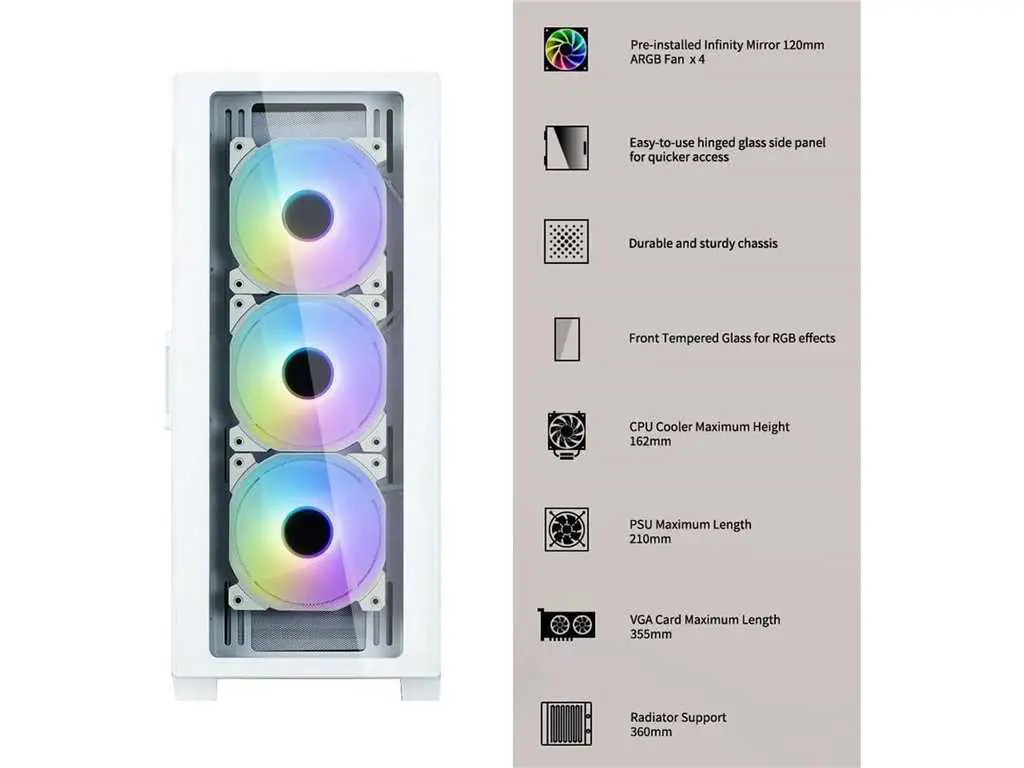 Pre-installed Infinity Mirror 120mm
ARGB Fan x 4
Easy-to-use hinged glass side panel
for quicker access
Durable and sturdy chassis
Front Tempered Glass for RGB effects
CPU Cooler Maximum Height
162mm
PSU Maximum Length
210mm
VGA Card Maximum Length
355mm
Radiator Support
360mm